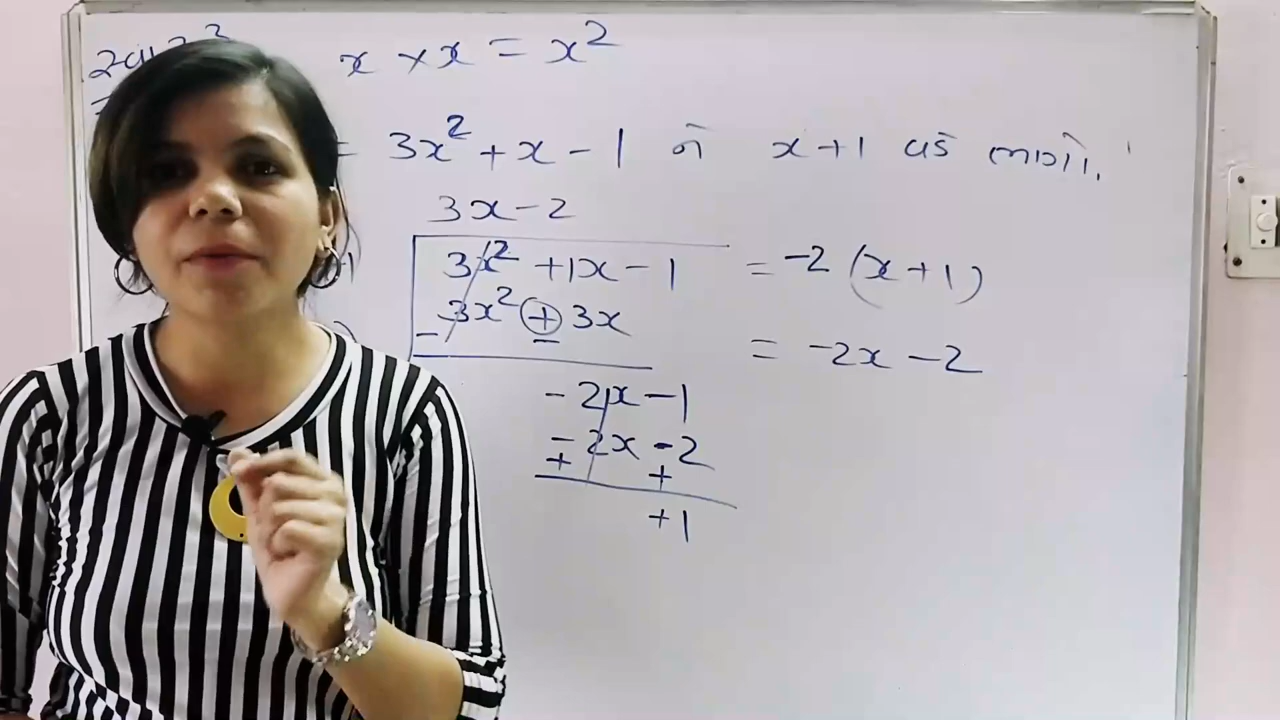 x × x = x²
= 3x² + x - 1 ને x + 1 વડે ભાગો.
3x - 2
3x² + 1x - 1 = -2 (x + 1)
3x² + 3x
- -
= -2x - 2
- 2x - 1
- 2x - 2
+ +
+ 1